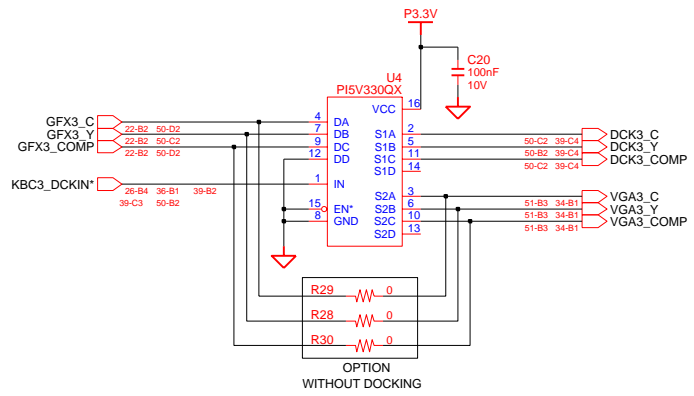 P3.3V
C20
100nF
10V
U4
PI5V330QX
VCC 16
GFX3_C 22-B2 50-D2 4 DA S1A 2 50-C2 39-C4 DCK3_C
GFX3_Y 22-B2 50-C2 7 DB S1B 5 50-B2 39-C4 DCK3_Y
GFX3_COMP 22-B2 50-D2 9 DC S1C 11 50-C2 39-C4 DCK3_COMP
12 DD S1D 14
KBC3_DCKIN* 26-B4 36-B1 39-B2 1 IN
39-C3 50-B2
S2A 3 51-B3 34-B1 VGA3_C
15 EN* S2B 6 51-B3 34-B1 VGA3_Y
8 GND S2C 10 51-B3 34-B1 VGA3_COMP
S2D 13
R29 0
R28 0
R30 0
OPTION
WITHOUT DOCKING